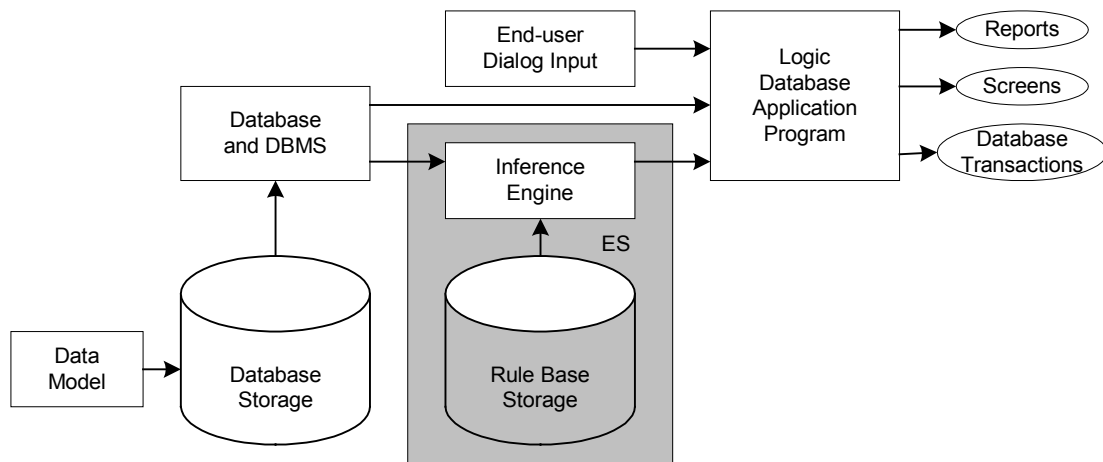 End-user
Dialog Input
Logic
Database
Application
Program
Reports
Screens
Database
Transactions
Database
and DBMS
Inference
Engine
ES
Data
Model
Database
Storage
Rule Base
Storage